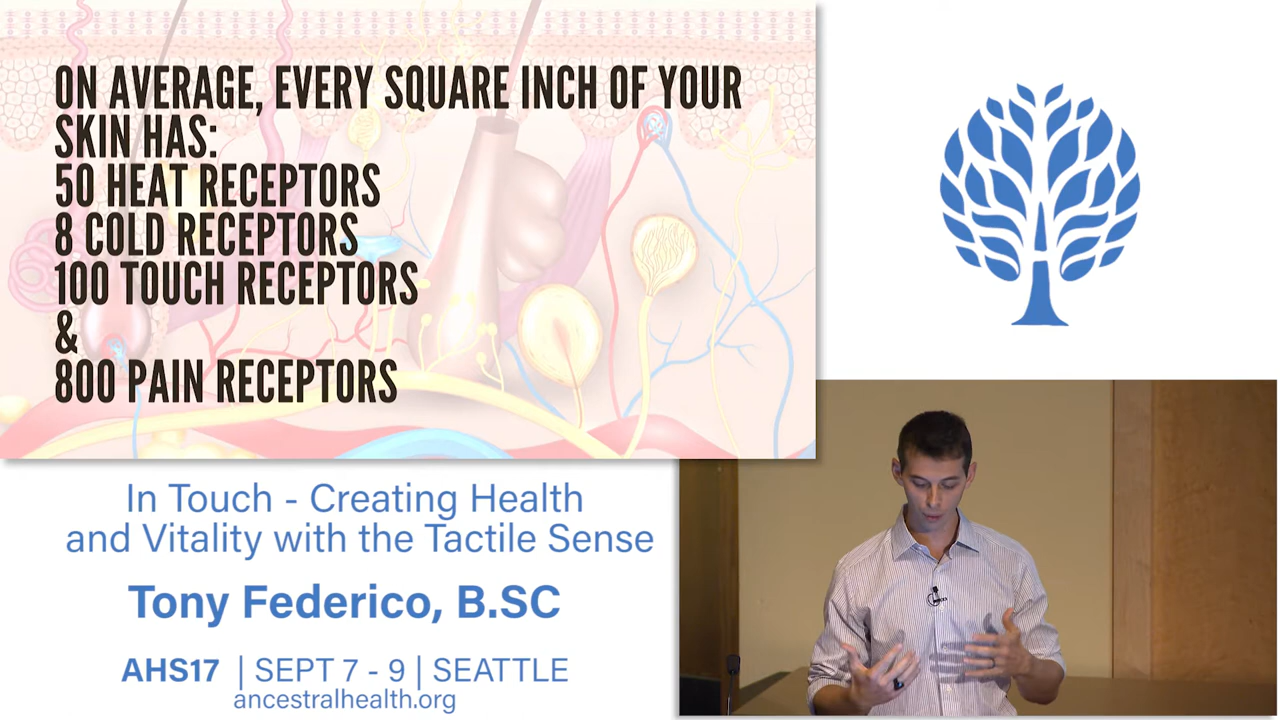 ON AVERAGE, EVERY SQUARE INCH OF YOUR
SKIN HAS:
50 HEAT RECEPTORS
8 COLD RECEPTORS
100 TOUCH RECEPTORS
&
800 PAIN RECEPTORS
In Touch - Creating Health
and Vitality with the Tactile Sense
Tony Federico, B.SC
AHS17 | SEPT 7 - 9 | SEATTLE
ancestralhealth.org